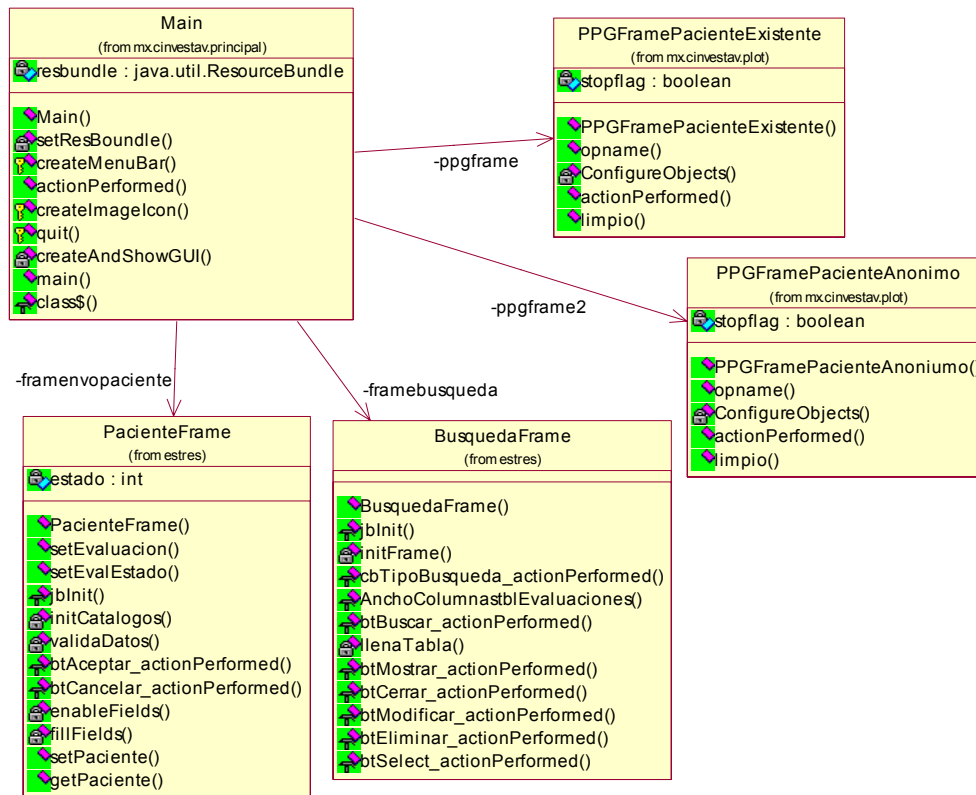 Main
(from mx.cinvestav.principal)
resbundle : java.util.ResourceBundle
Main()
setResBoundle()
createMenuBar()
actionPerformed()
createImageIcon()
quit()
createAndShowGUI()
main()
class$()
PPGFramePacienteExistente
(from mx.cinvestav.plot)
stopflag : boolean
PPGFramePacienteExistente()
opname()
ConfigureObjects()
actionPerformed()
limpio()
-ppgframe
PPGFramePacienteAnonimo
(from mx.cinvestav.plot)
stopflag : boolean
PPGFramePacienteAnoniumo()
opname()
ConfigureObjects()
actionPerformed()
limpio()
-ppgframe2
-framenvopaciente
-framebusqueda
PacienteFrame
(from estres)
estado : int
PacienteFrame()
setEvaluacion()
setEvalEstado()
jbInit()
initCatalogos()
validaDatos()
btAceptar_actionPerformed()
btCancelar_actionPerformed()
enableFields()
fillFields()
setPaciente()
getPaciente()
BusquedaFrame
(from estres)
BusquedaFrame()
jbInit()
initFrame()
cbTipoBusqueda_actionPerformed()
AnchoColumnastblEvaluaciones()
btBuscar_actionPerformed()
llenaTabla()
btMostrar_actionPerformed()
btCerrar_actionPerformed()
btModificar_actionPerformed()
btEliminar_actionPerformed()
btSelect_actionPerformed()